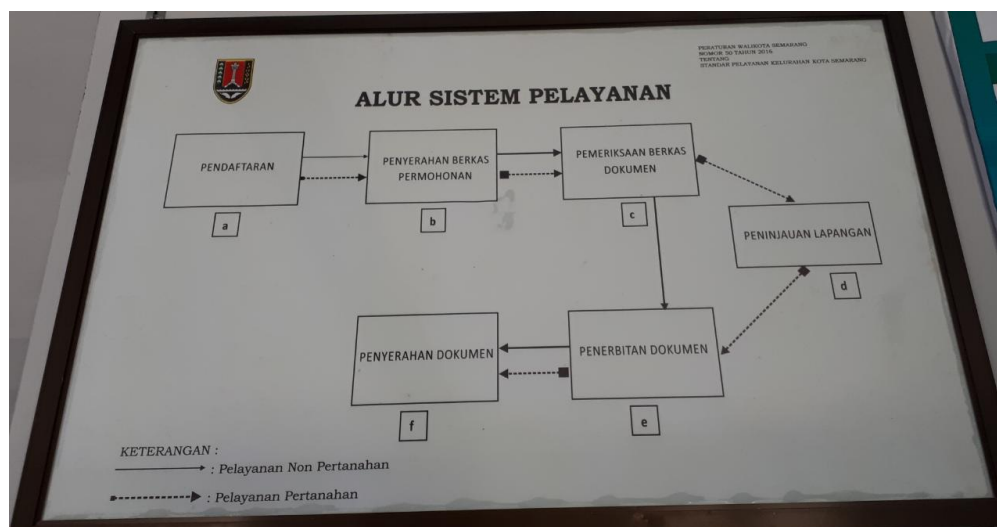 PERATURAN WALIKOTA SEMARANG
NOMOR 50 TAHUN 2016
TENTANG
STANDAR PELAYANAN KELURAHAN KOTA SEMARANG
ALUR SISTEM PELAYANAN
PENDAFTARAN
a
PENYERAHAN BERKAS
PERMOHONAN
b
PEMERIKSAAN BERKAS
DOKUMEN
c
PENINJAUAN LAPANGAN
d
PENYERAHAN DOKUMEN
f
PENERBITAN DOKUMEN
e
KETERANGAN :
: Pelayanan Non Pertanahan
: Pelayanan Pertanahan